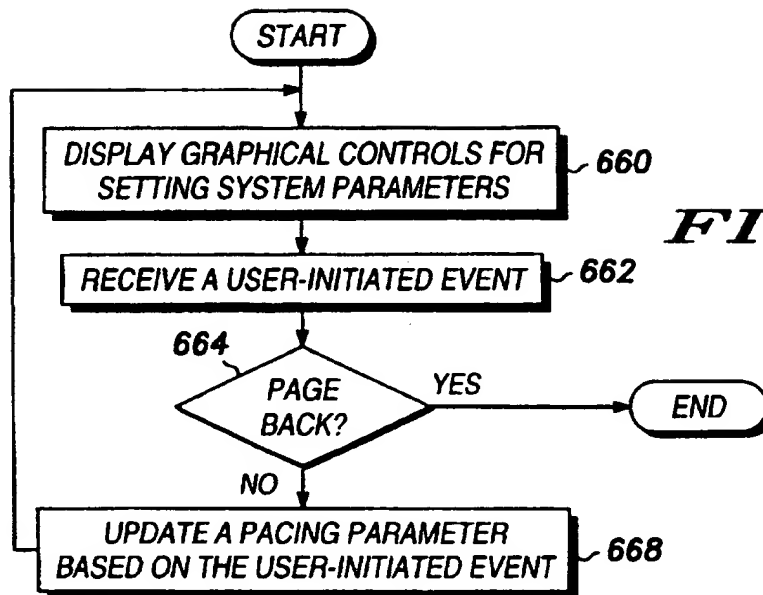 START
DISPLAY GRAPHICAL CONTROLS FOR
SETTING SYSTEM PARAMETERS
660
FI
RECEIVE A USER-INITIATED EVENT
662
664
PAGE
BACK?
YES
END
NO
UPDATE A PACING PARAMETER
BASED ON THE USER-INITIATED EVENT
668